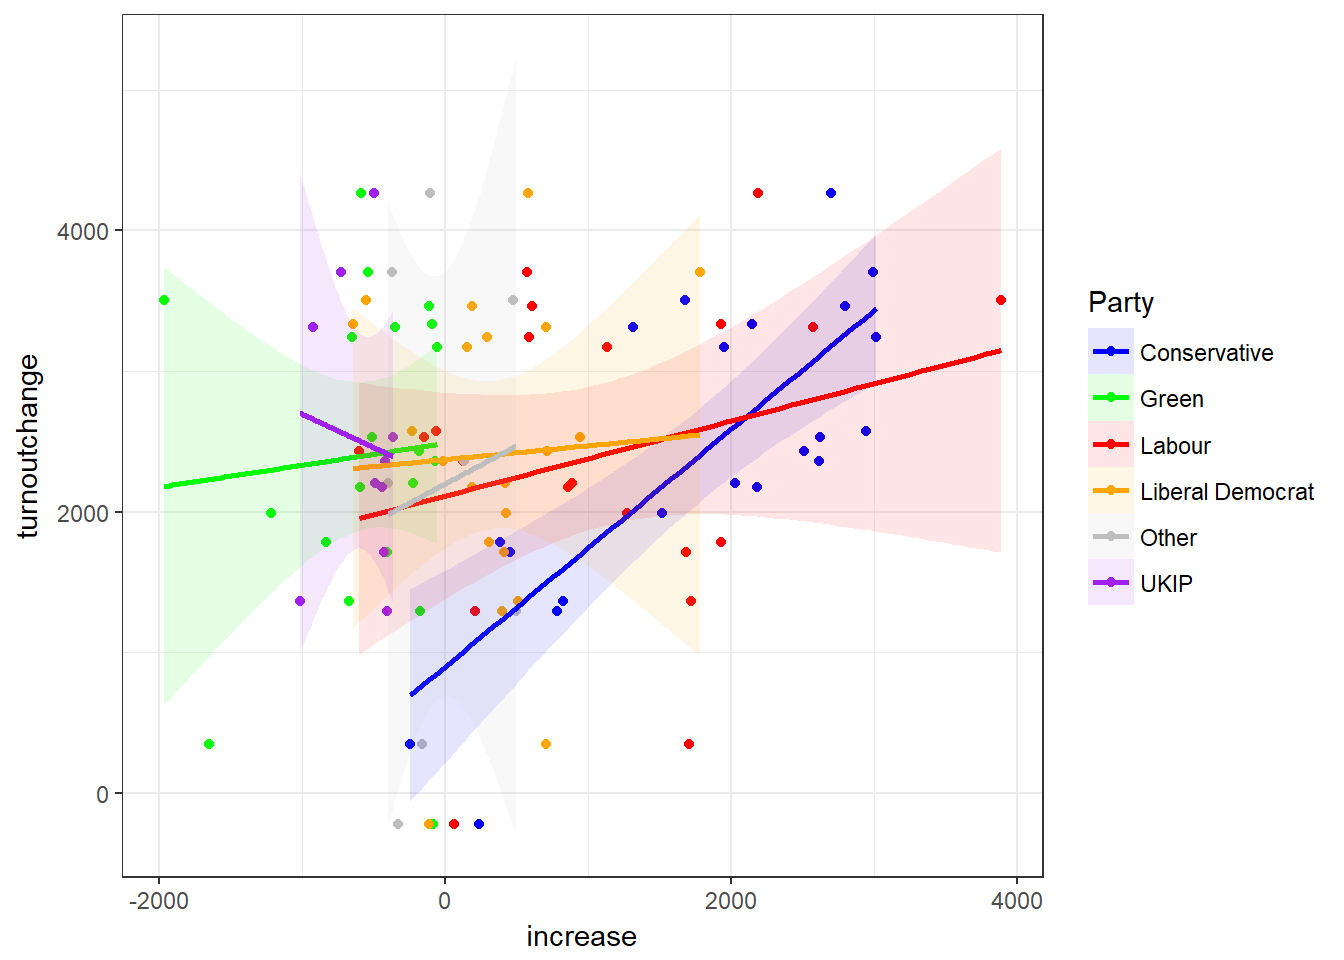 turnoutchange
4000
2000
0
-2000
0
2000
4000
increase
Party
Conservative
Green
Labour
Liberal Democrat
Other
UKIP